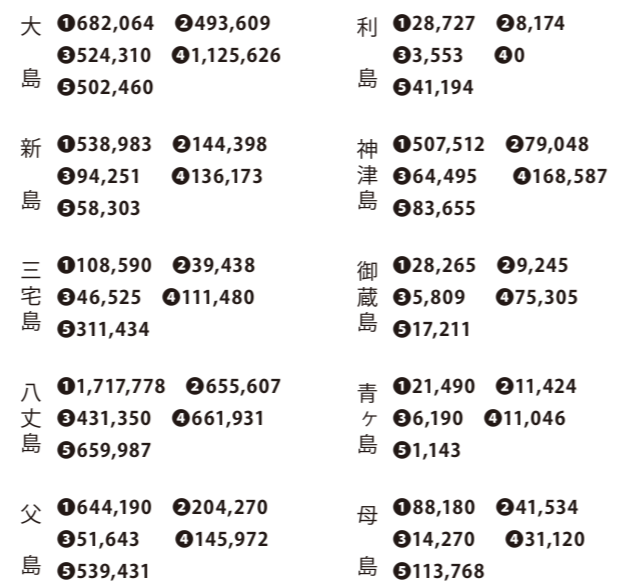 大島 ❶682,064 ❷493,609
❸524,310 ❹1,125,626
❺502,460
利島 ❶28,727 ❷8,174
❸3,553 ❹0
❺41,194
新島 ❶538,983 ❷144,398
❸94,251 ❹136,173
❺58,303
神津島 ❶507,512 ❷79,048
❸64,495 ❹168,587
❺83,655
三宅島 ❶108,590 ❷39,438
❸46,525 ❹111,480
❺311,434
御蔵島 ❶28,265 ❷9,245
❸5,809 ❹75,305
❺17,211
八丈島 ❶1,717,778 ❷655,607
❸431,350 ❹661,931
❺659,987
青ヶ島 ❶21,490 ❷11,424
❸6,190 ❹11,046
❺1,143
父島 ❶644,190 ❷204,270
❸51,643 ❹145,972
❺539,431
母島 ❶88,180 ❷41,534
❸14,270 ❹31,120
❺113,768